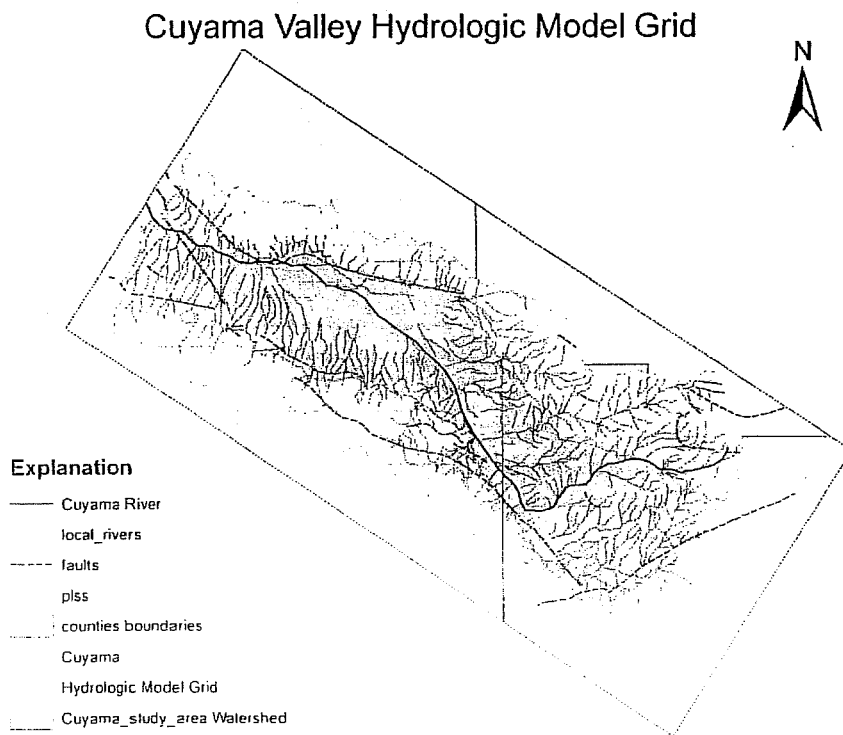 Cuyama Valley Hydrologic Model Grid
N
Explanation
Cuyama River
local_rivers
faults
plss
counties boundaries
Cuyama
Hydrologic Model Grid
Cuyama_study_area Watershed